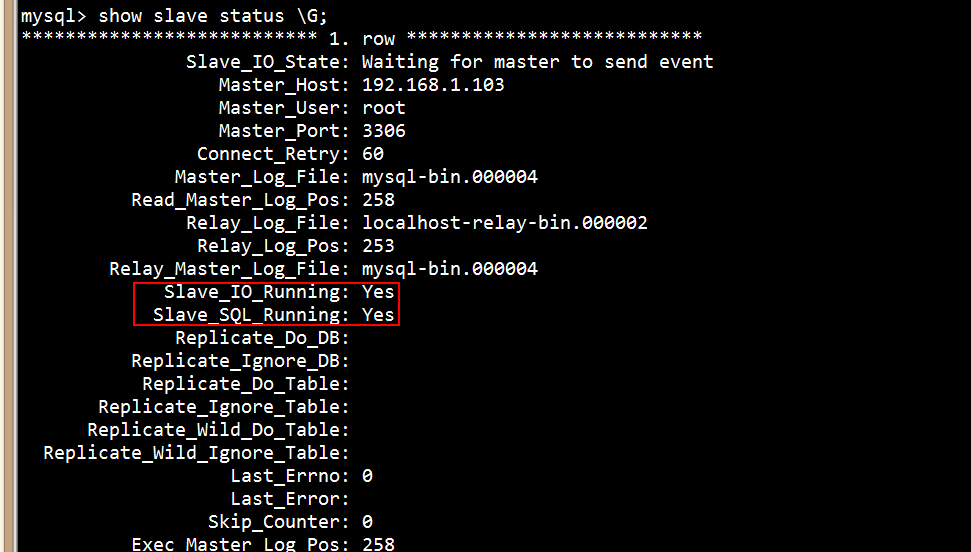 mysql> show slave status \G;
*************************** 1. row ***************************
Slave_IO_State: Waiting for master to send event
Master_Host: 192.168.1.103
Master_User: root
Master_Port: 3306
Connect_Retry: 60
Master_Log_File: mysql-bin.000004
Read_Master_Log_Pos: 258
Relay_Log_File: localhost-relay-bin.000002
Relay_Log_Pos: 253
Relay_Master_Log_File: mysql-bin.000004
Slave_IO_Running: Yes
Slave_SQL_Running: Yes
Replicate_Do_DB:
Replicate_Ignore_DB:
Replicate_Do_Table:
Replicate_Ignore_Table:
Replicate_Wild_Do_Table:
Replicate_Wild_Ignore_Table:
Last_Errno: 0
Last_Error:
Skip_Counter: 0
Exec_Master_Log_Pos: 258